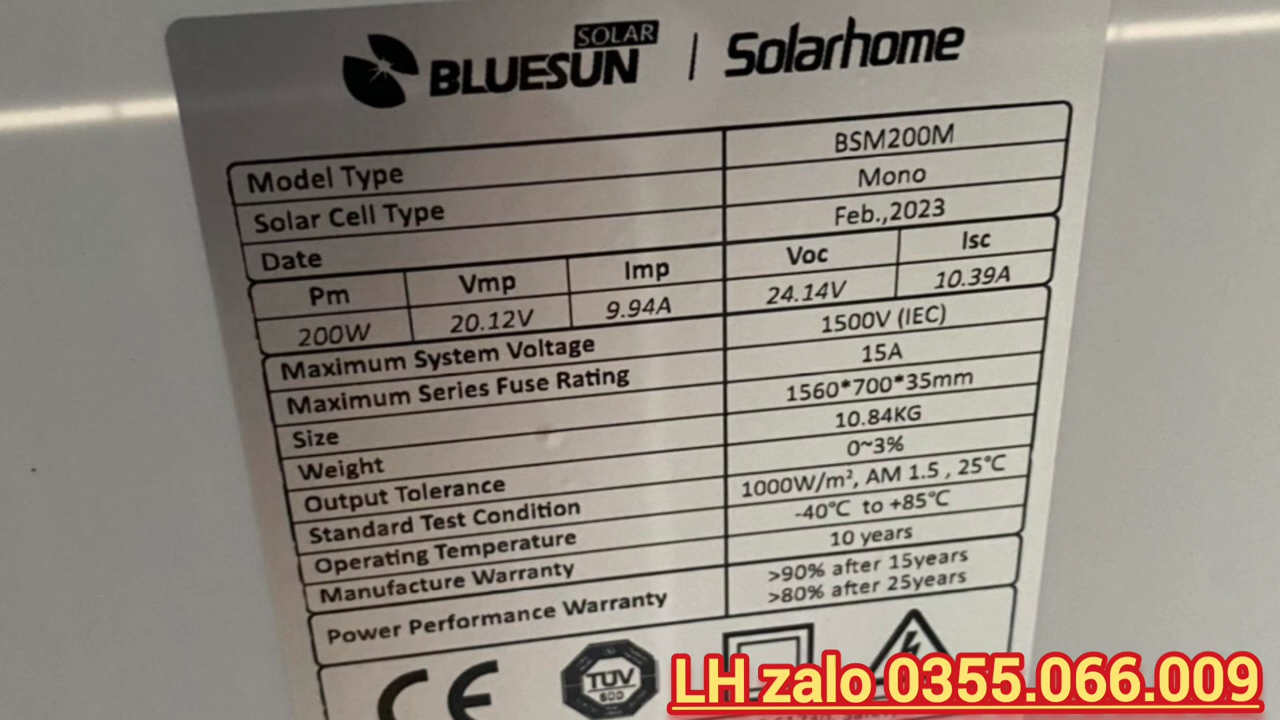 SOLAR
BLUESUN | Solarhome
Model Type BSM200M
Solar Cell Type Mono
Date Feb.,2023
Pm Vmp Imp Voc Isc
200W 20.12V 9.94A 24.14V 10.39A
Maximum System Voltage 1500V (IEC)
Maximum Series Fuse Rating 15A
Size 1560*700*35mm
Weight 10.84KG
Output Tolerance 0~3%
Standard Test Condition 1000W/m², AM 1.5 , 25°C
Operating Temperature -40°C to +85°C
Manufacture Warranty 10 years
Power Performance Warranty >90% after 15years
>80% after 25years
CE
TÜV
SÜD
LH zalo 0355.066.009